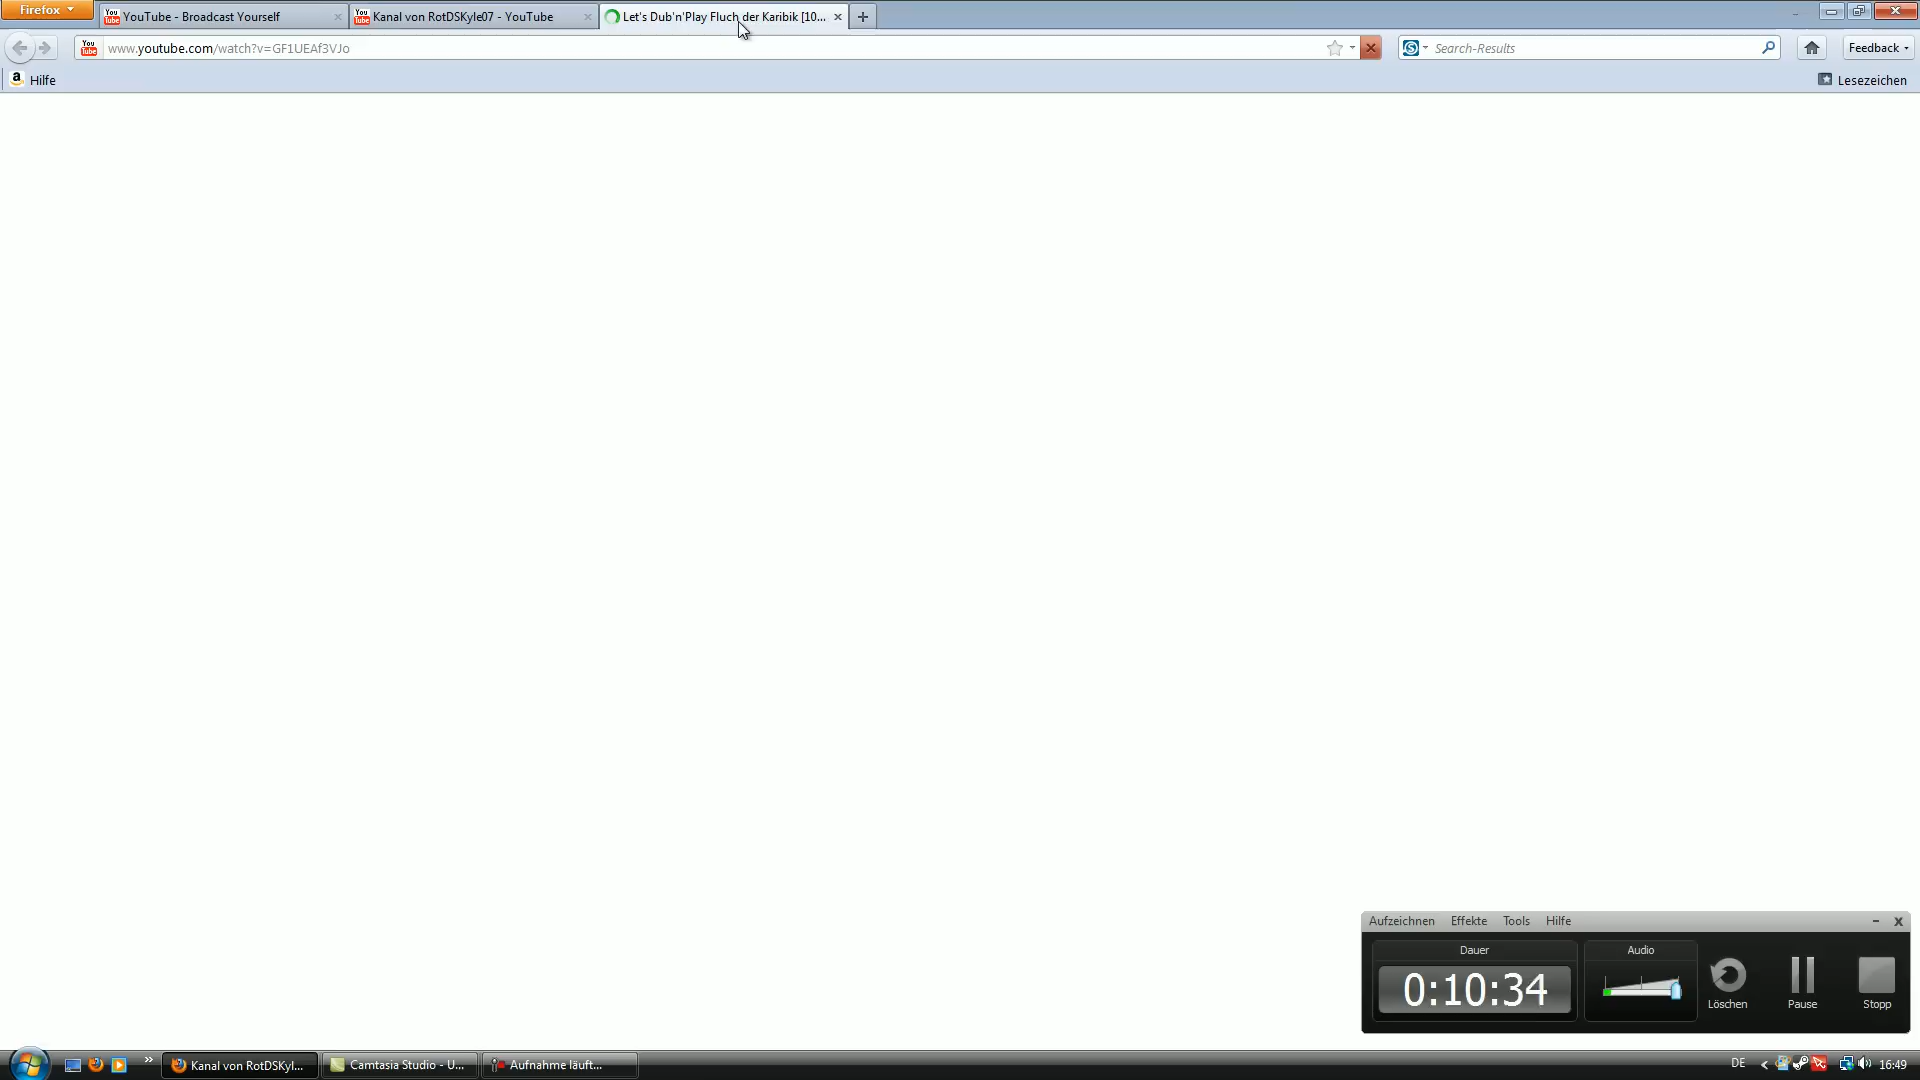 Firefox
YouTube - Broadcast Yourself
Kanal von RotDSKyle07 - YouTube
Let's Dub'n'Play Fluch der Karibik [10...
www.youtube.com/watch?v=GF1UEAf3VJo
Search-Results
Feedback
Hilfe
Lesezeichen
Aufzeichnen Effekte Tools Hilfe
Dauer
Audio
0:10:34
Löschen
Pause
Stopp
Kanal von RotDSKyl...
Camtasia Studio - U...
Aufnahme läuft...
DE
16:49